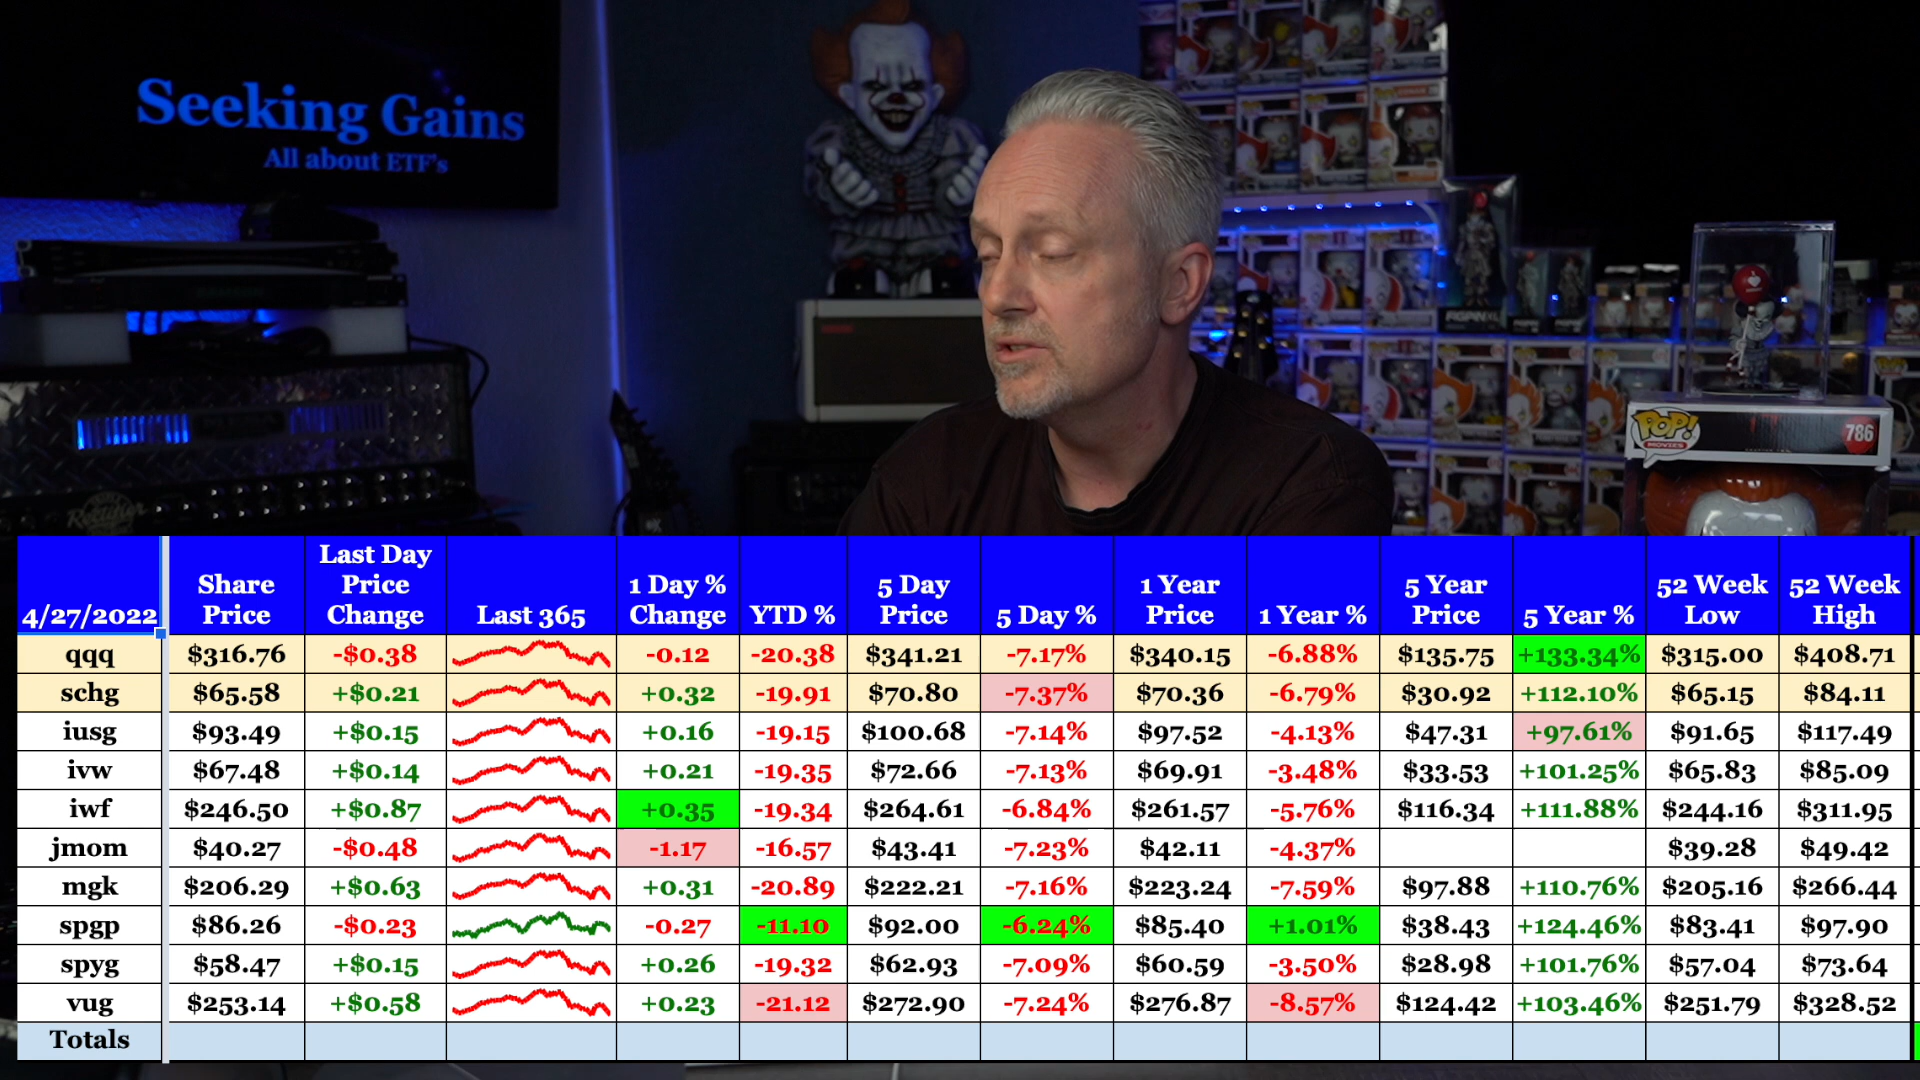 Seeking Gains
All about ETF's
Rectifier
FiGPiN XL
POP!
MOVIES
786
4/27/2022 Share Price Last Day Price Change Last 365 1 Day % Change YTD % 5 Day Price 5 Day % 1 Year Price 1 Year % 5 Year Price 5 Year % 52 Week Low 52 Week High
qqq $316.76 -$0.38 -0.12 -20.38 $341.21 -7.17% $340.15 -6.88% $135.75 +133.34% $315.00 $408.71
schg $65.58 +$0.21 +0.32 -19.91 $70.80 -7.37% $70.36 -6.79% $30.92 +112.10% $65.15 $84.11
iusg $93.49 +$0.15 +0.16 -19.15 $100.68 -7.14% $97.52 -4.13% $47.31 +97.61% $91.65 $117.49
ivw $67.48 +$0.14 +0.21 -19.35 $72.66 -7.13% $69.91 -3.48% $33.53 +101.25% $65.83 $85.09
iwf $246.50 +$0.87 +0.35 -19.34 $264.61 -6.84% $261.57 -5.76% $116.34 +111.88% $244.16 $311.95
jmom $40.27 -$0.48 -1.17 -16.57 $43.41 -7.23% $42.11 -4.37% $39.28 $49.42
mgk $206.29 +$0.63 +0.31 -20.89 $222.21 -7.16% $223.24 -7.59% $97.88 +110.76% $205.16 $266.44
spgp $86.26 -$0.23 -0.27 -11.10 $92.00 -6.24% $85.40 +1.01% $38.43 +124.46% $83.41 $97.90
spyg $58.47 +$0.15 +0.26 -19.32 $62.93 -7.09% $60.59 -3.50% $28.98 +101.76% $57.04 $73.64
vug $253.14 +$0.58 +0.23 -21.12 $272.90 -7.24% $276.87 -8.57% $124.42 +103.46% $251.79 $328.52
Totals